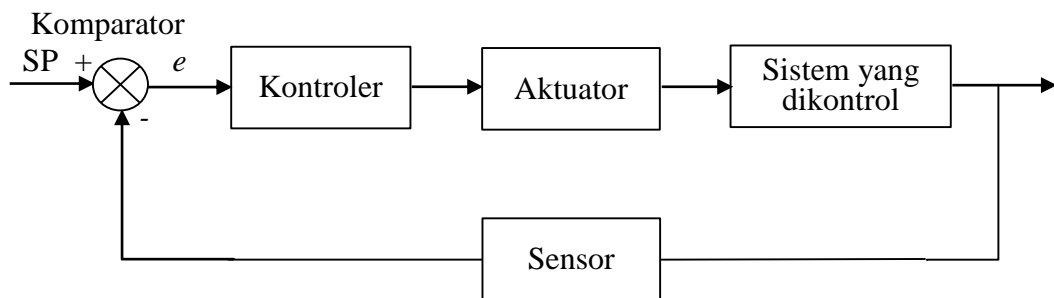 Komparator
SP + e
Kontroler
Aktuator
Sistem yang
dikontrol
-
Sensor